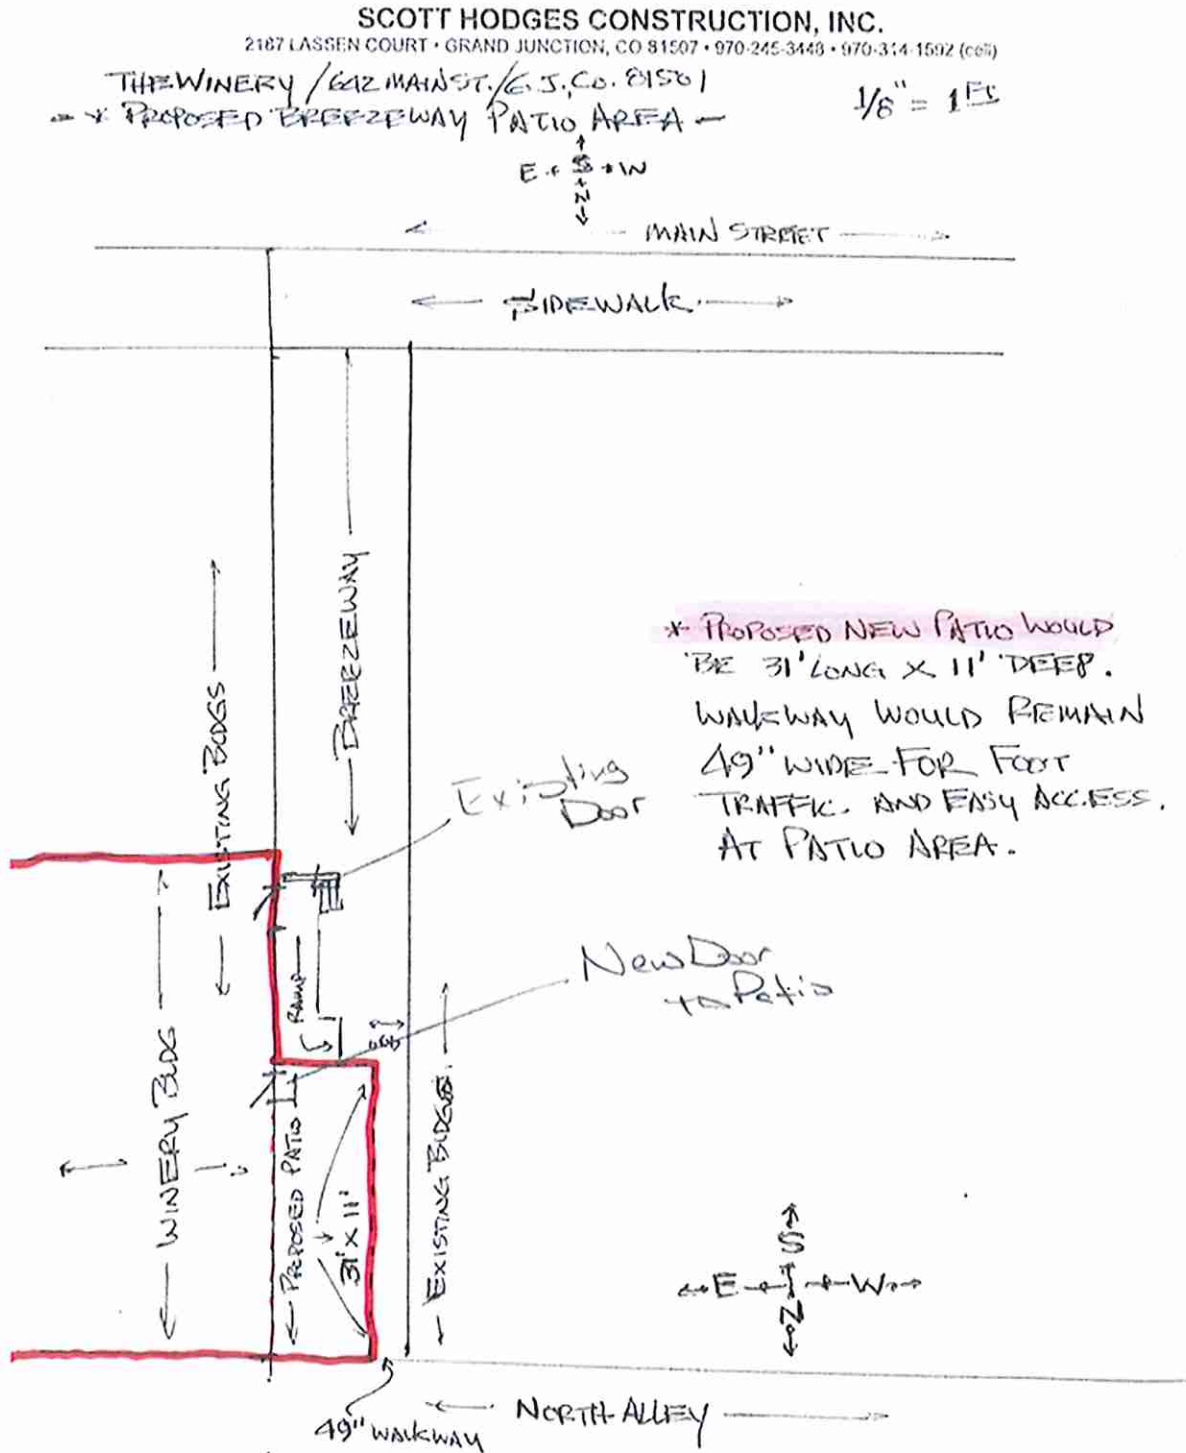 SCOTT HODGES CONSTRUCTION, INC.
2187 LASSEN COURT • GRAND JUNCTION, CO 81507 • 970-245-3448 • 970-314-1592 (cell)
THE WINERY / 642 MAIN ST. / G. J., CO. 81501
* PROPOSED BREEZEWAY PATIO AREA
1/8" = 1 Ft
E S W
N
MAIN STREET
SIDEWALK
BREEZEWAY
EXISTING BLDGS
* PROPOSED NEW PATIO WOULD
BE 31' LONG X 11' DEEP.
WALKWAY WOULD REMAIN
49" WIDE FOR FOOT
TRAFFIC. AND EASY ACCESS.
AT PATIO AREA.
Existing
Door
RAMP
New Door
to Patio
WINERY BLDG
PROPOSED PATIO
31' X 11'
EXISTING BLDGS.
S
E W
N
49" WALKWAY
NORTH ALLEY